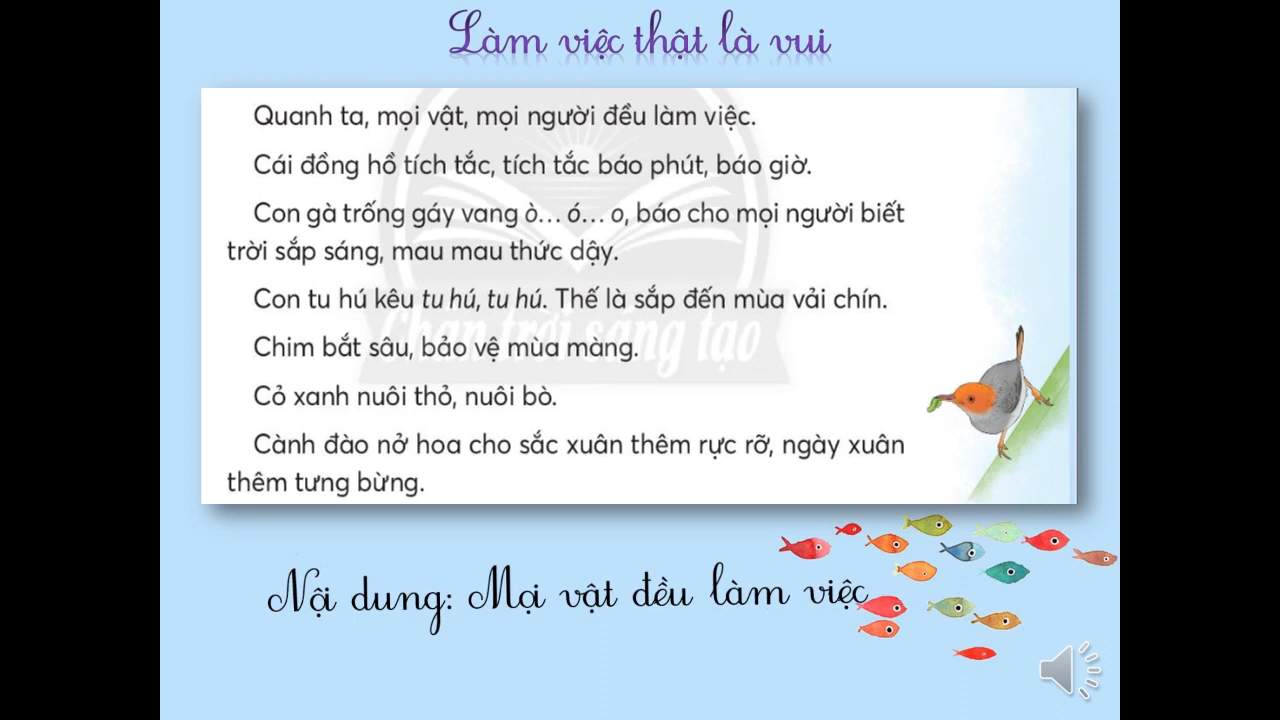 Làm việc thật là vui
Quanh ta, mọi vật, mọi người đều làm việc.
Cái đồng hồ tích tắc, tích tắc báo phút, báo giờ.
Con gà trống gáy vang ò... ó... o, báo cho mọi người biết
trời sắp sáng, mau mau thức dậy.
Con tu hú kêu tu hú, tu hú. Thế là sắp đến mùa vải chín.
Chim bắt sâu, bảo vệ mùa màng.
Chân trời sáng tạo
Cỏ xanh nuôi thỏ, nuôi bò.
Cành đào nở hoa cho sắc xuân thêm rực rỡ, ngày xuân
thêm tưng bừng.
Nội dung: Mọi vật đều làm việc